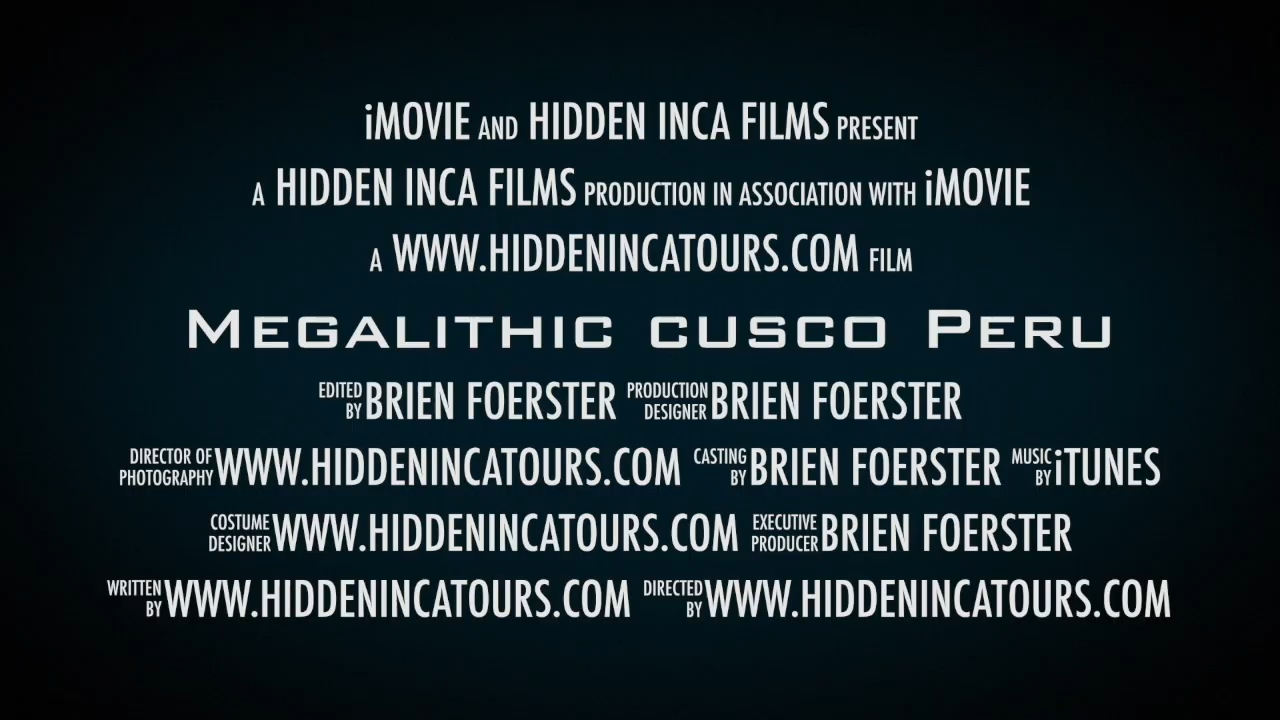 iMOVIE AND HIDDEN INCA FILMS PRESENT
A HIDDEN INCA FILMS PRODUCTION IN ASSOCIATION WITH iMOVIE
A WWW.HIDDENINCATOURS.COM FILM
MEGALITHIC CUSCO PERU
EDITED BY BRIEN FOERSTER PRODUCTION DESIGNER BRIEN FOERSTER
DIRECTOR OF PHOTOGRAPHY WWW.HIDDENINCATOURS.COM CASTING BY BRIEN FOERSTER MUSIC BY iTUNES
COSTUME DESIGNER WWW.HIDDENINCATOURS.COM EXECUTIVE PRODUCER BRIEN FOERSTER
WRITTEN BY WWW.HIDDENINCATOURS.COM DIRECTED BY WWW.HIDDENINCATOURS.COM